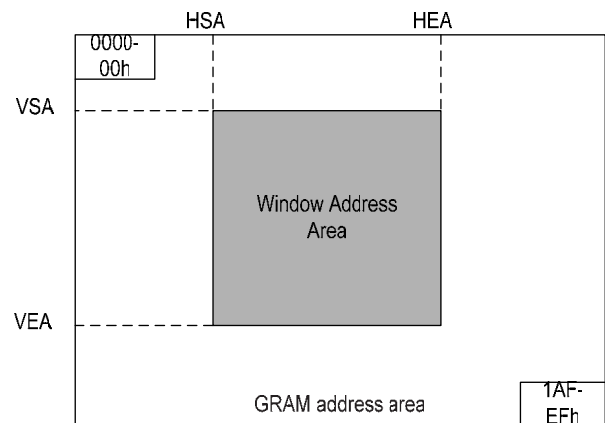 HSA HEA
0000-
00h
VSA
Window Address
Area
VEA
GRAM address area
1AF-
EFh